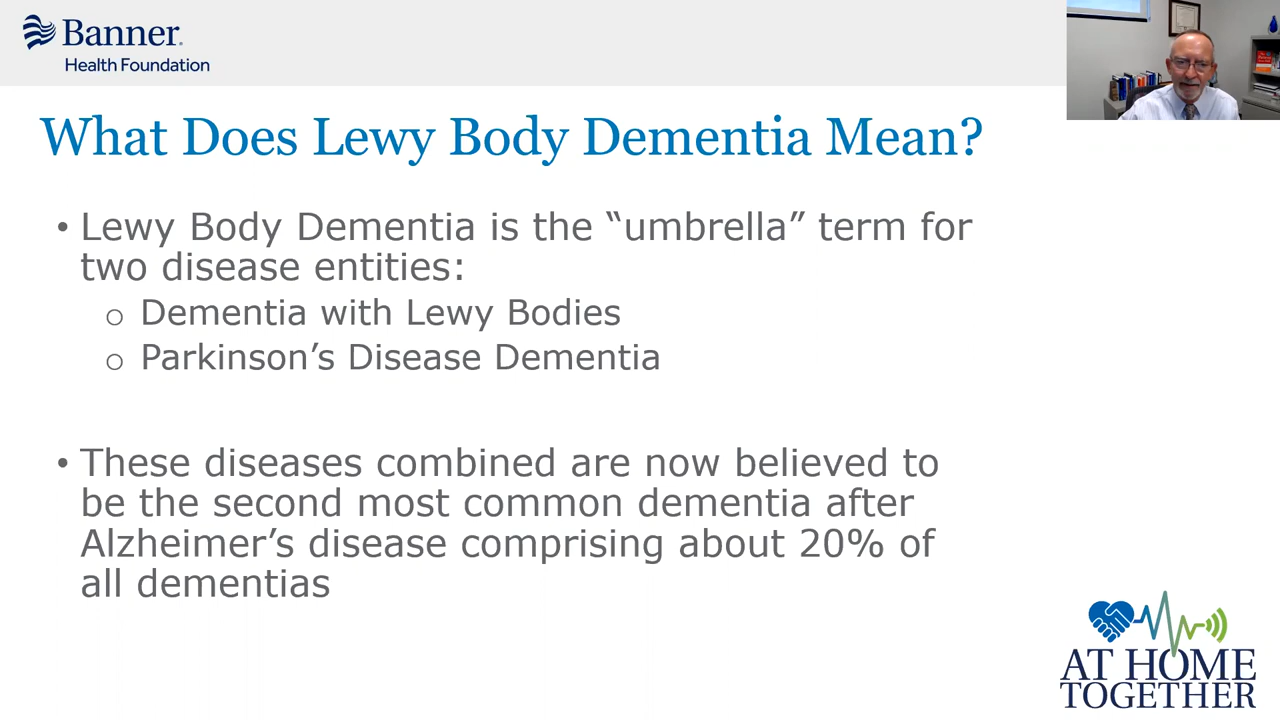 Banner
Health Foundation
What Does Lewy Body Dementia Mean?
• Lewy Body Dementia is the “umbrella” term for
two disease entities:
o Dementia with Lewy Bodies
o Parkinson’s Disease Dementia
• These diseases combined are now believed to
be the second most common dementia after
Alzheimer’s disease comprising about 20% of
all dementias
AT HOME
TOGETHER